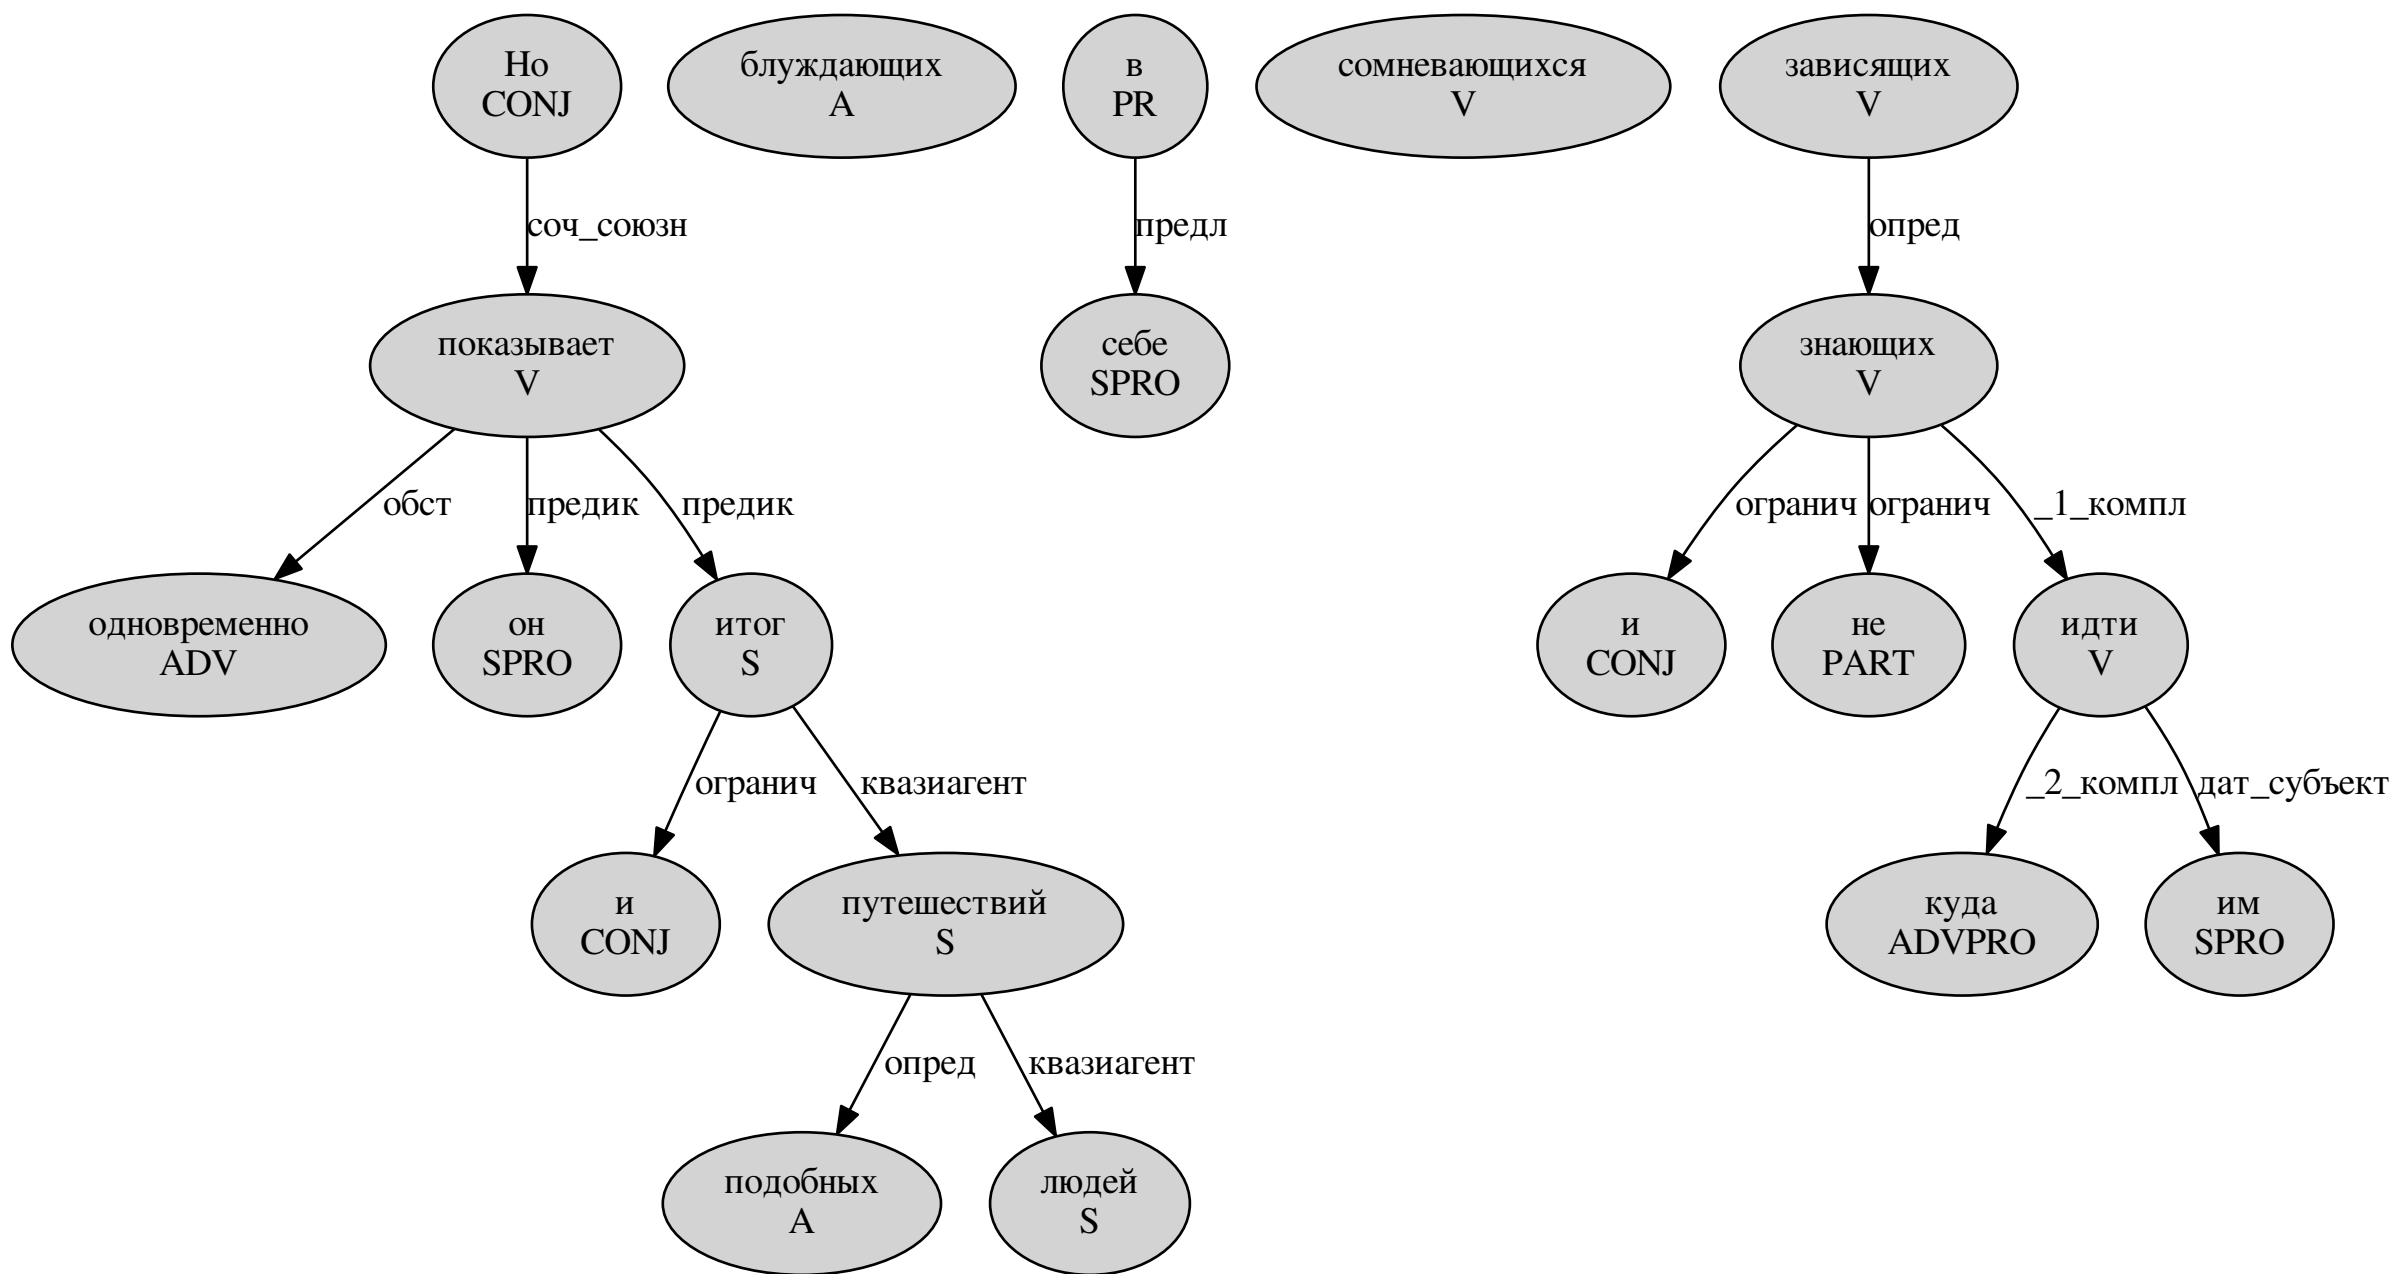 Но
CONJ
блуждающих
A
в
PR
сомневающихся
V
зависящих
V
соч_союзн
предл
опред
показывает
V
себе
SPRO
знающих
V
обст
предик
предик
огранич
огранич
_1_компл
одновременно
ADV
он
SPRO
итог
S
и
CONJ
не
PART
идти
V
огранич
квазиагент
_2_компл
дат_субъект
и
CONJ
путешествий
S
куда
ADVPRO
им
SPRO
опред
квазиагент
подобных
A
людей
S